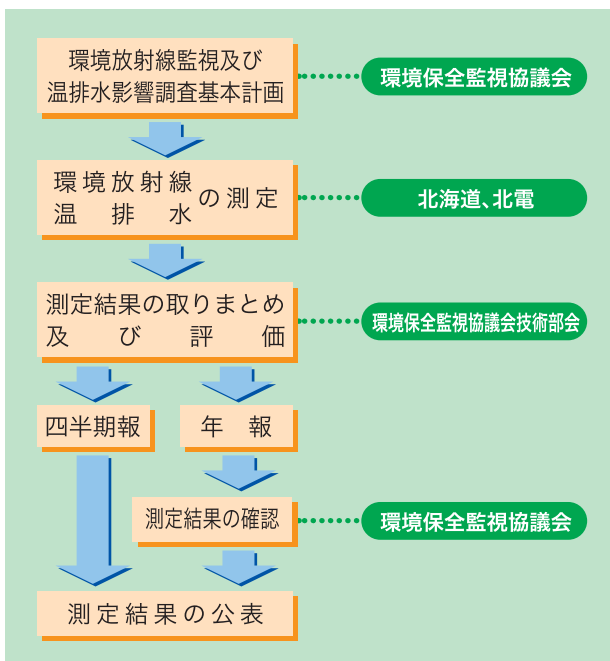 環境放射線監視及び
温排水影響調査基本計画
環境保全監視協議会
環境放射線
温排水
の測定
北海道、北電
測定結果の取りまとめ
及び評価
環境保全監視協議会技術部会
四半期報
年報
測定結果の確認
環境保全監視協議会
測定結果の公表